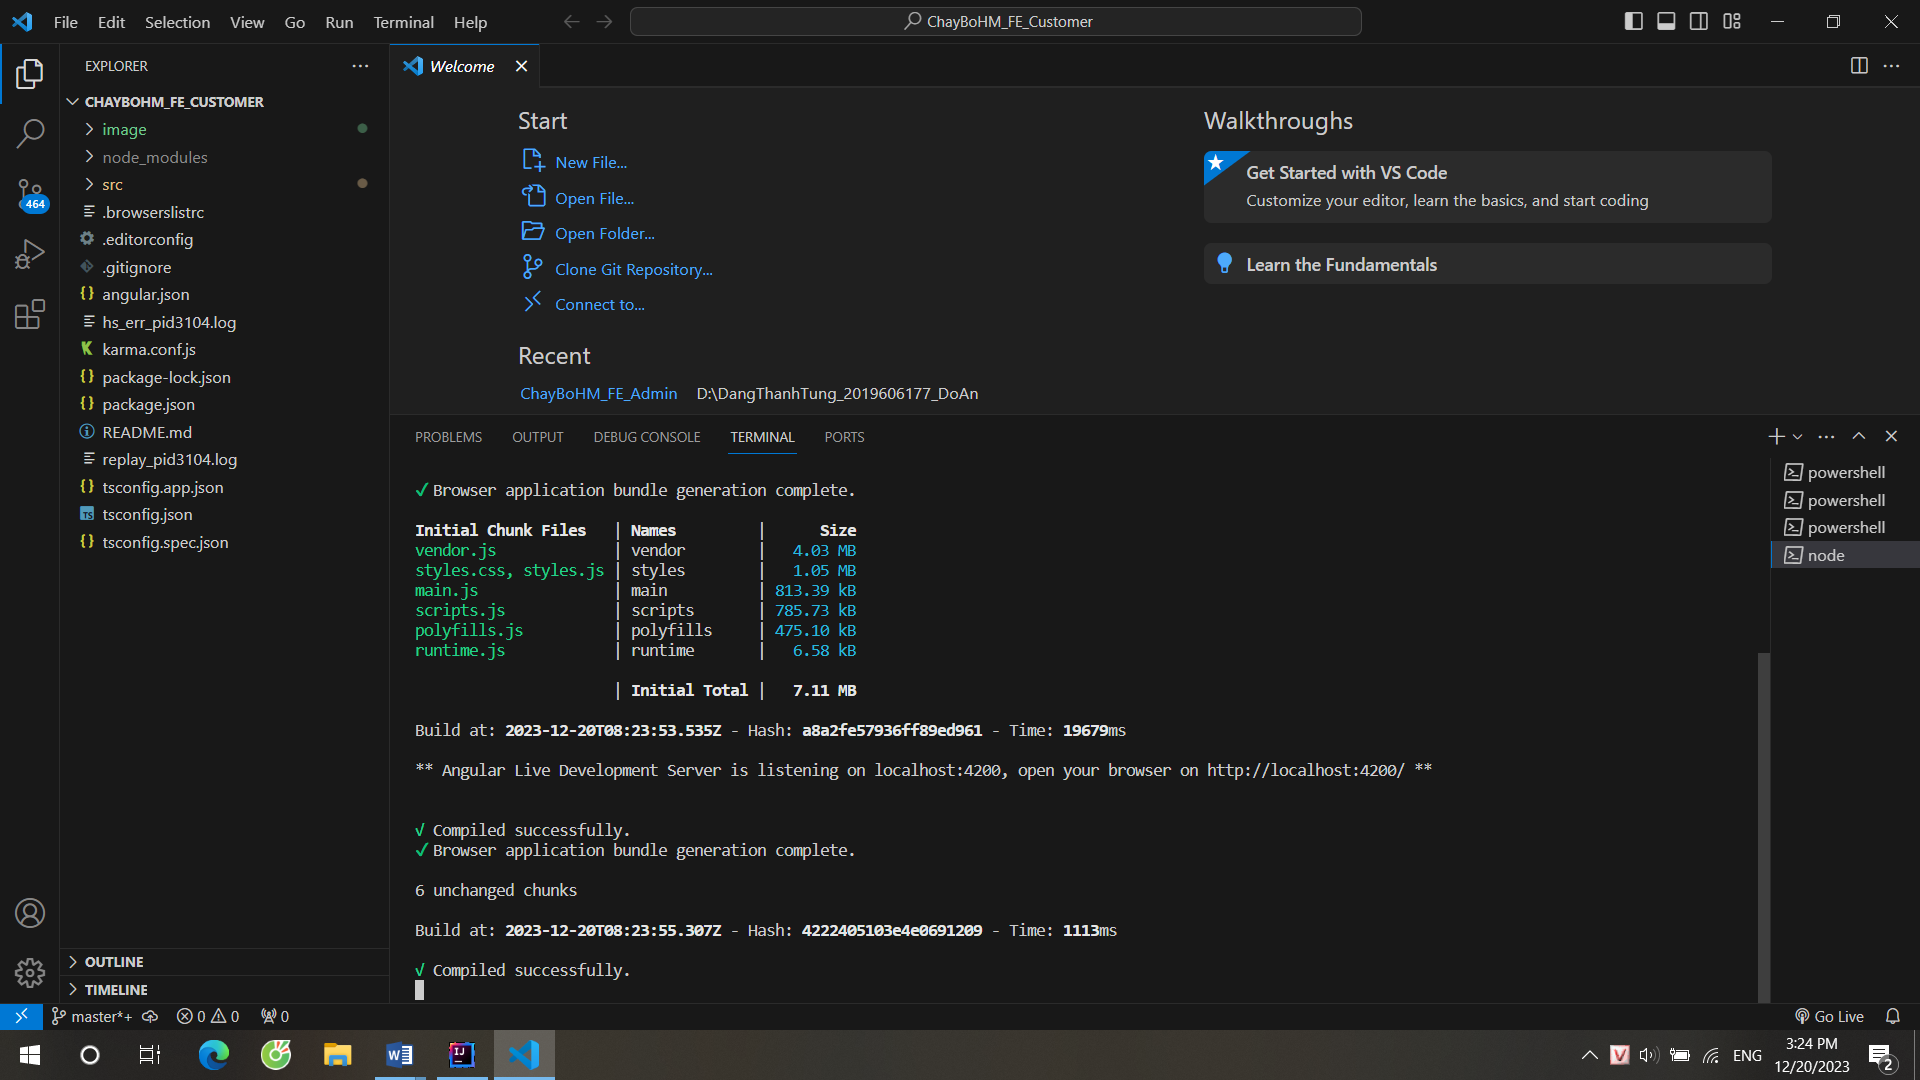 File Edit Selection View Go Run Terminal Help
ChayBoHM_FE_Customer
EXPLORER
CHAYBOHM_FE_CUSTOMER
image
node_modules
src
.browserslistrc
.editorconfig
.gitignore
angular.json
hs_err_pid3104.log
karma.conf.js
package-lock.json
package.json
README.md
replay_pid3104.log
tsconfig.app.json
tsconfig.json
tsconfig.spec.json
464
OUTLINE
TIMELINE
Welcome
Start
New File...
Open File...
Open Folder...
Clone Git Repository...
Connect to...
Recent
ChayBoHM_FE_Admin D:\DangThanhTung_2019606177_DoAn
Walkthroughs
Get Started with VS Code
Customize your editor, learn the basics, and start coding
Learn the Fundamentals
PROBLEMS OUTPUT DEBUG CONSOLE TERMINAL PORTS
✓ Browser application bundle generation complete.
Initial Chunk Files | Names | Size
vendor.js | vendor | 4.03 MB
styles.css, styles.js | styles | 1.05 MB
main.js | main | 813.39 kB
scripts.js | scripts | 785.73 kB
polyfills.js | polyfills | 475.10 kB
runtime.js | runtime | 6.58 kB
| Initial Total | 7.11 MB
Build at: 2023-12-20T08:23:53.535Z - Hash: a8a2fe57936ff89ed961 - Time: 19679ms
** Angular Live Development Server is listening on localhost:4200, open your browser on http://localhost:4200/ **
√ Compiled successfully.
✓ Browser application bundle generation complete.
6 unchanged chunks
Build at: 2023-12-20T08:23:55.307Z - Hash: 4222405103e4e0691209 - Time: 1113ms
√ Compiled successfully.
powershell
powershell
powershell
node
master*+ 0 0 0
Go Live
ENG
3:24 PM
12/20/2023
2